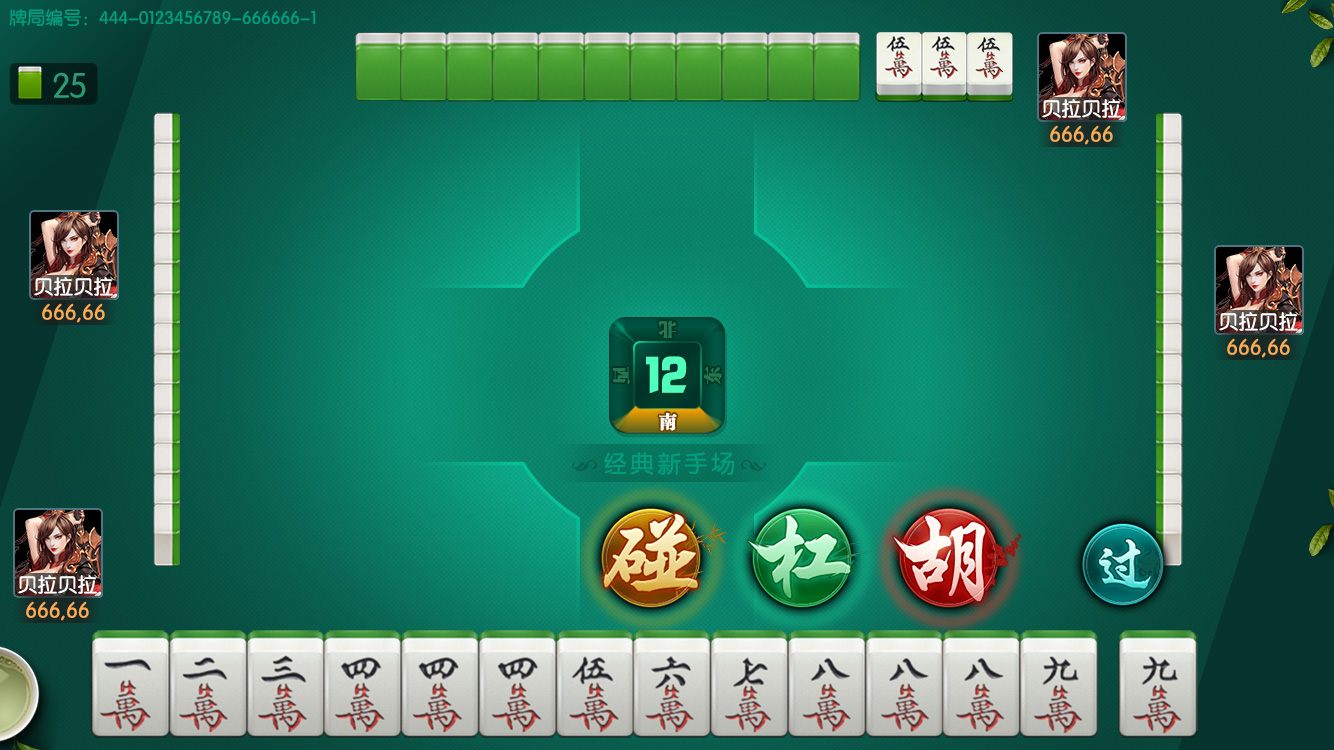 牌局编号：444-0123456789-666666-1
25
伍萬 伍萬 伍萬
贝拉贝拉
666,66
贝拉贝拉
666,66
贝拉贝拉
666,66
北
西 12 东
南
经典新手场
碰 杠 胡 过
贝拉贝拉
666,66
一萬 二萬 三萬 四萬 四萬 四萬 伍萬 六萬 七萬 八萬 八萬 八萬 九萬 九萬